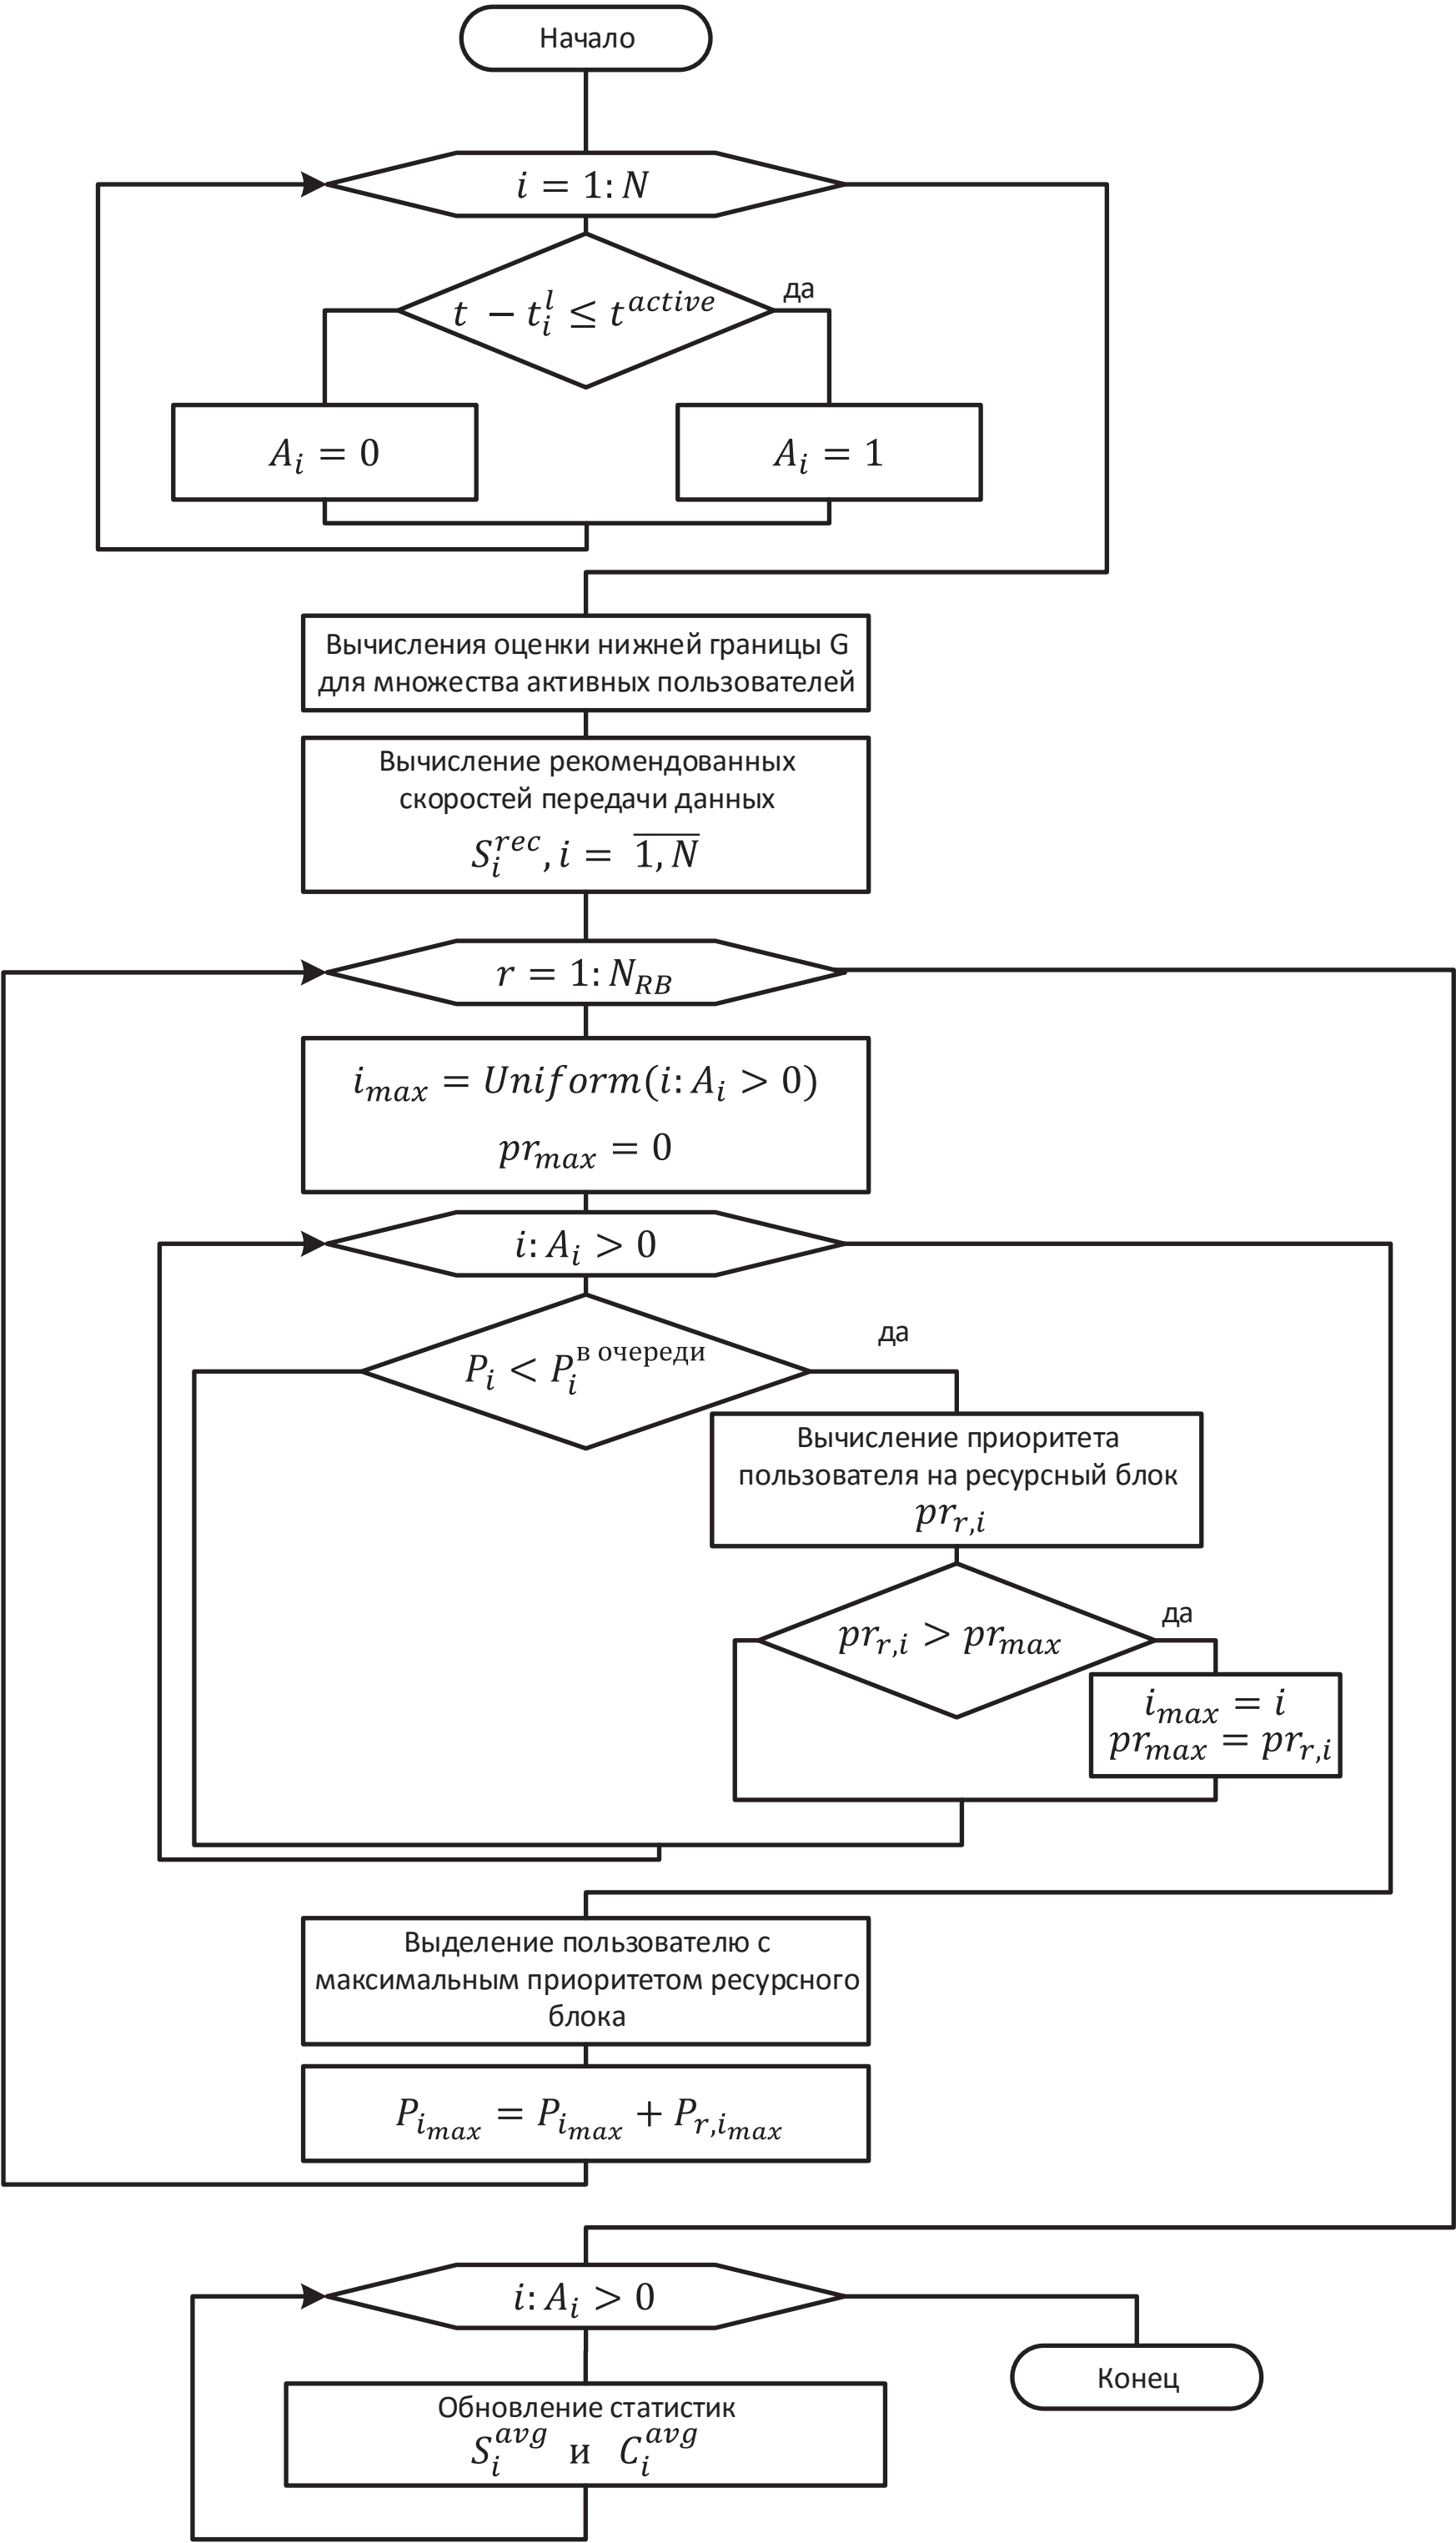 Начало
i = 1: N
t − t_i^l ≤ t^active
да
A_i = 0
A_i = 1
Вычисления оценки нижней границы G
для множества активных пользователей
Вычисление рекомендованных
скоростей передачи данных
S_i^rec, i = \overline{1, N}
r = 1: N_RB
i_max = Uniform(i: A_i > 0)
pr_max = 0
i: A_i > 0
да
P_i < P_i^в очереди
Вычисление приоритета
пользователя на ресурсный блок
pr_r,i
да
pr_r,i > pr_max
i_max = i
pr_max = pr_r,i
Выделение пользователю с
максимальным приоритетом ресурсного
блока
P_i_max = P_i_max + P_r,i_max
i: A_i > 0
Конец
Обновление статистик
S_i^avg и C_i^avg